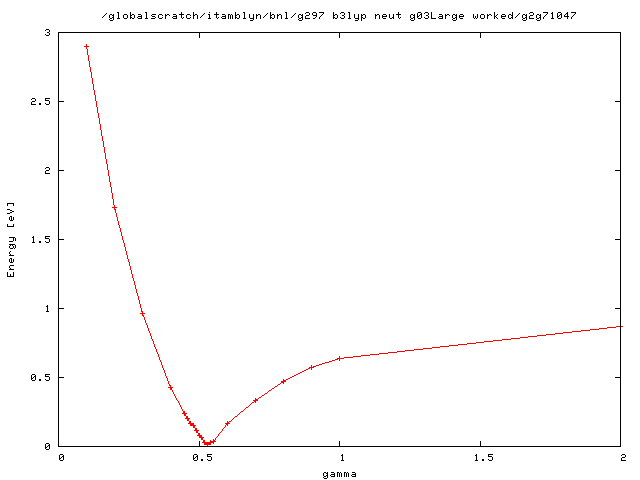 /globalscratch/itamblyn/bnl/g297 b3lyp neut g03Large worked/g2g71047
3
2.5
2
1.5
1
0.5
0
Energy [eV]
0 0.5 1 1.5 2
gamma